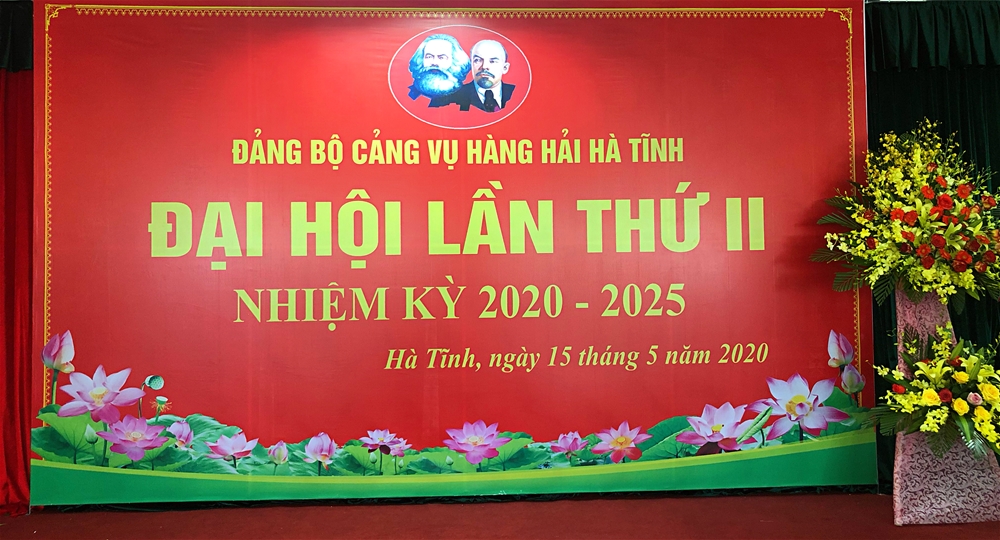 ĐẢNG BỘ CẢNG VỤ HÀNG HẢI HÀ TĨNH
ĐẠI HỘI LẦN THỨ II
NHIỆM KỲ 2020 - 2025
Hà Tĩnh, ngày 15 tháng 5 năm 2020